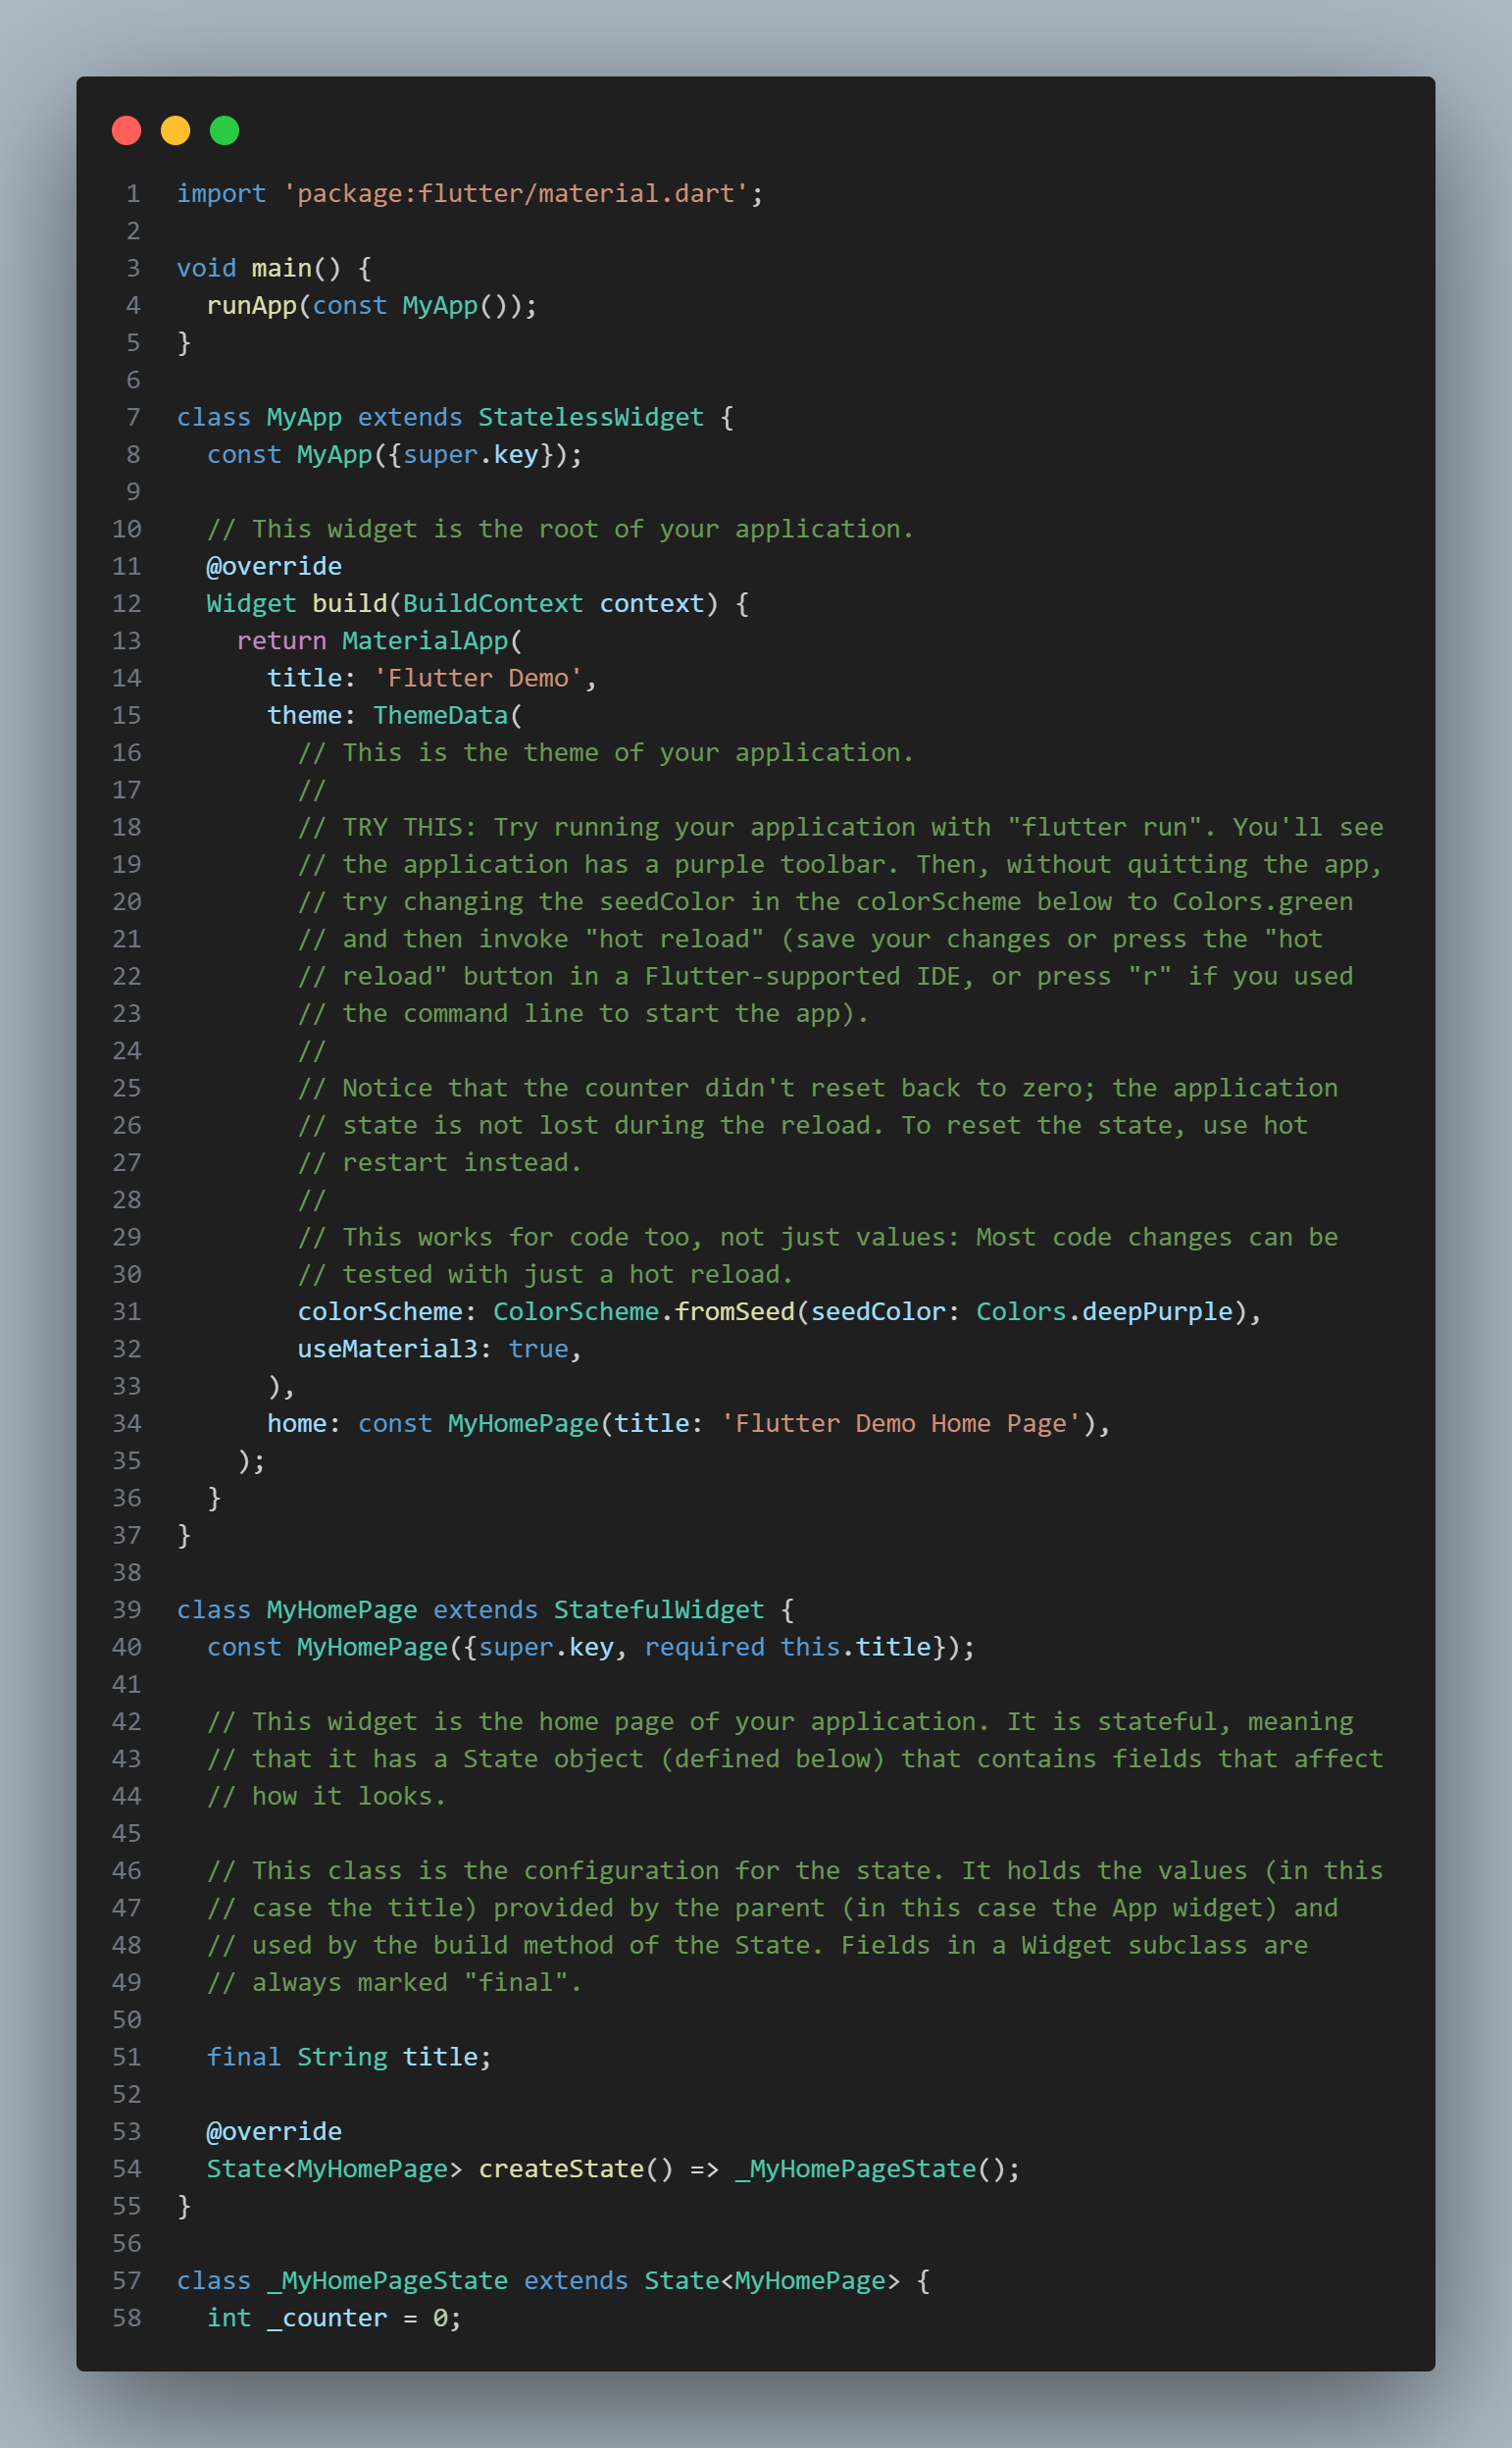 1 import 'package:flutter/material.dart';
2
3 void main() {
4   runApp(const MyApp());
5 }
6
7 class MyApp extends StatelessWidget {
8   const MyApp({super.key});
9
10   // This widget is the root of your application.
11   @override
12   Widget build(BuildContext context) {
13     return MaterialApp(
14       title: 'Flutter Demo',
15       theme: ThemeData(
16         // This is the theme of your application.
17         //
18         // TRY THIS: Try running your application with "flutter run". You'll see
19         // the application has a purple toolbar. Then, without quitting the app,
20         // try changing the seedColor in the colorScheme below to Colors.green
21         // and then invoke "hot reload" (save your changes or press the "hot
22         // reload" button in a Flutter-supported IDE, or press "r" if you used
23         // the command line to start the app).
24         //
25         // Notice that the counter didn't reset back to zero; the application
26         // state is not lost during the reload. To reset the state, use hot
27         // restart instead.
28         //
29         // This works for code too, not just values: Most code changes can be
30         // tested with just a hot reload.
31         colorScheme: ColorScheme.fromSeed(seedColor: Colors.deepPurple),
32         useMaterial3: true,
33       ),
34       home: const MyHomePage(title: 'Flutter Demo Home Page'),
35     );
36   }
37 }
38
39 class MyHomePage extends StatefulWidget {
40   const MyHomePage({super.key, required this.title});
41
42   // This widget is the home page of your application. It is stateful, meaning
43   // that it has a State object (defined below) that contains fields that affect
44   // how it looks.
45
46   // This class is the configuration for the state. It holds the values (in this
47   // case the title) provided by the parent (in this case the App widget) and
48   // used by the build method of the State. Fields in a Widget subclass are
49   // always marked "final".
50
51   final String title;
52
53   @override
54   State<MyHomePage> createState() => _MyHomePageState();
55 }
56
57 class _MyHomePageState extends State<MyHomePage> {
58   int _counter = 0;